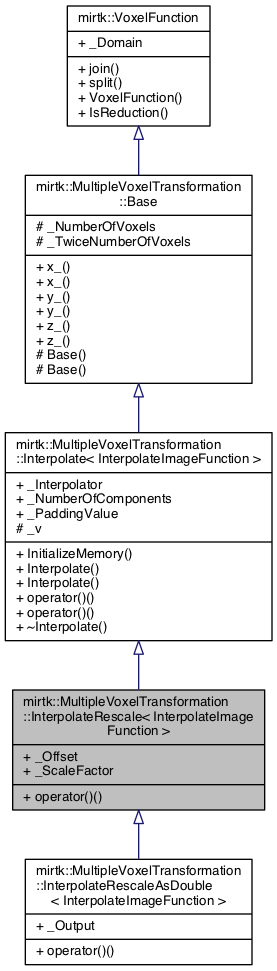 mirtk::VoxelFunction
+ _Domain
+ join()
+ split()
+ VoxelFunction()
+ IsReduction()
mirtk::MultipleVoxelTransformation
::Base
# _NumberOfVoxels
# _TwiceNumberOfVoxels
+ x_()
+ x_()
+ y_()
+ y_()
+ z_()
+ z_()
# Base()
# Base()
mirtk::MultipleVoxelTransformation
::Interpolate< InterpolateImageFunction >
+ _Interpolator
+ _NumberOfComponents
+ _PaddingValue
# _v
+ InitializeMemory()
+ Interpolate()
+ Interpolate()
+ operator()()
+ operator()()
+ ~Interpolate()
mirtk::MultipleVoxelTransformation
::InterpolateRescale< InterpolateImage
Function >
+ _Offset
+ _ScaleFactor
+ operator()()
mirtk::MultipleVoxelTransformation
::InterpolateRescaleAsDouble
< InterpolateImageFunction >
+ _Output
+ operator()()